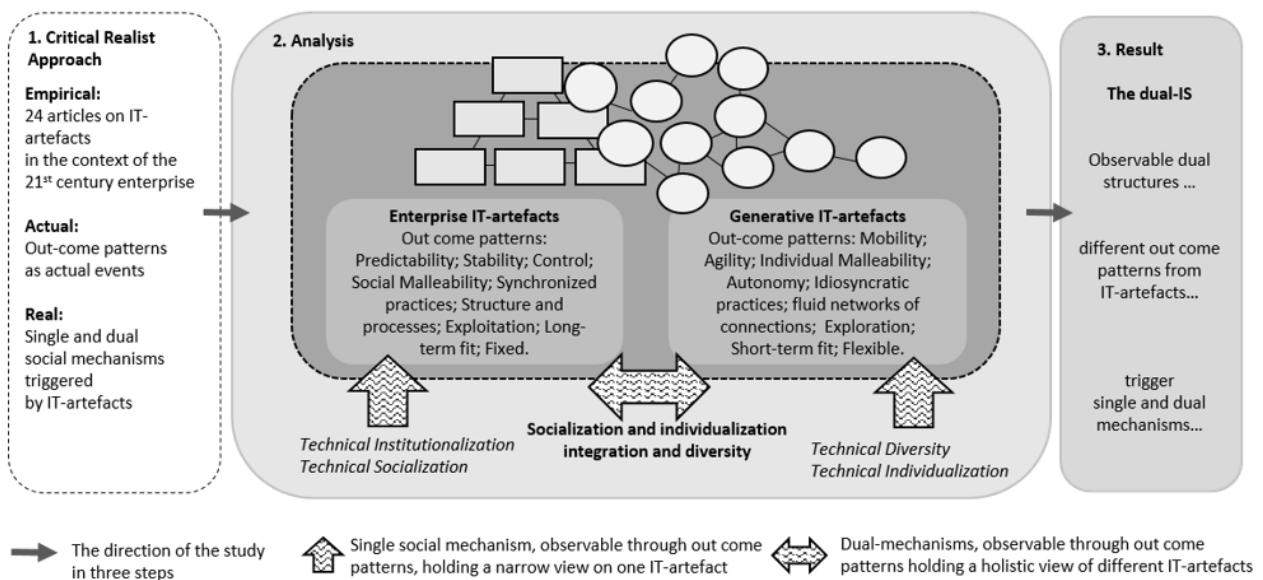 1. Critical Realist
Approach
Empirical:
24 articles on IT-
artefacts
in the context of the
21st century enterprise
Actual:
Out-come patterns
as actual events
Real:
Single and dual
social mechanisms
triggered
by IT-artefacts
2. Analysis
Enterprise IT-artefacts
Out come patterns:
Predictability; Stability; Control;
Social Malleability; Synchronized
practices; Structure and
processes; Exploitation; Long-
term fit; Fixed.
Generative IT-artefacts
Out-come patterns: Mobility;
Agility; Individual Malleability;
Autonomy; Idiosyncratic
practices; fluid networks of
connections; Exploration;
Short-term fit; Flexible.
Technical Institutionalization
Technical Socialization
Socialization and individualization
integration and diversity
Technical Diversity
Technical Individualization
3. Result
The dual-IS
Observable dual
structures ...
different out come
patterns from
IT-artefacts...
trigger
single and dual
mechanisms...
The direction of the study
in three steps
Single social mechanism, observable through out come
patterns, holding a narrow view on one IT-artefact
Dual-mechanisms, observable through out come
patterns holding a holistic view of different IT-artefacts